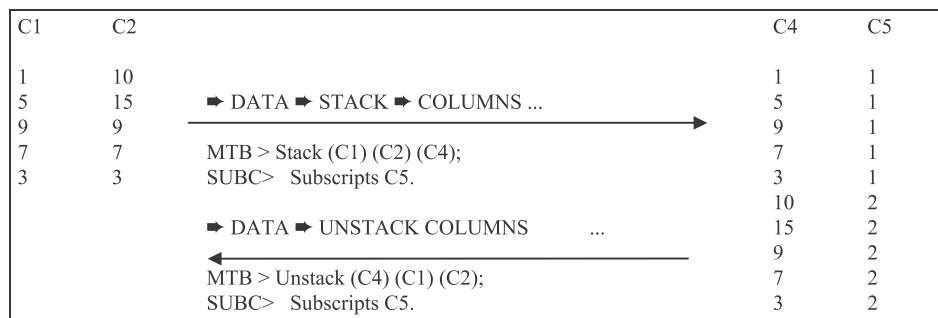 C1 C2 C4 C5
1 10 1 1
5 15 ➨ DATA ➨ STACK ➨ COLUMNS ... 5 1
9 9 9 1
7 7 MTB > Stack (C1) (C2) (C4); 7 1
3 3 SUBC> Subscripts C5. 3 1
10 2
➨ DATA ➨ UNSTACK COLUMNS ... 15 2
9 2
MTB > Unstack (C4) (C1) (C2); 7 2
SUBC> Subscripts C5. 3 2